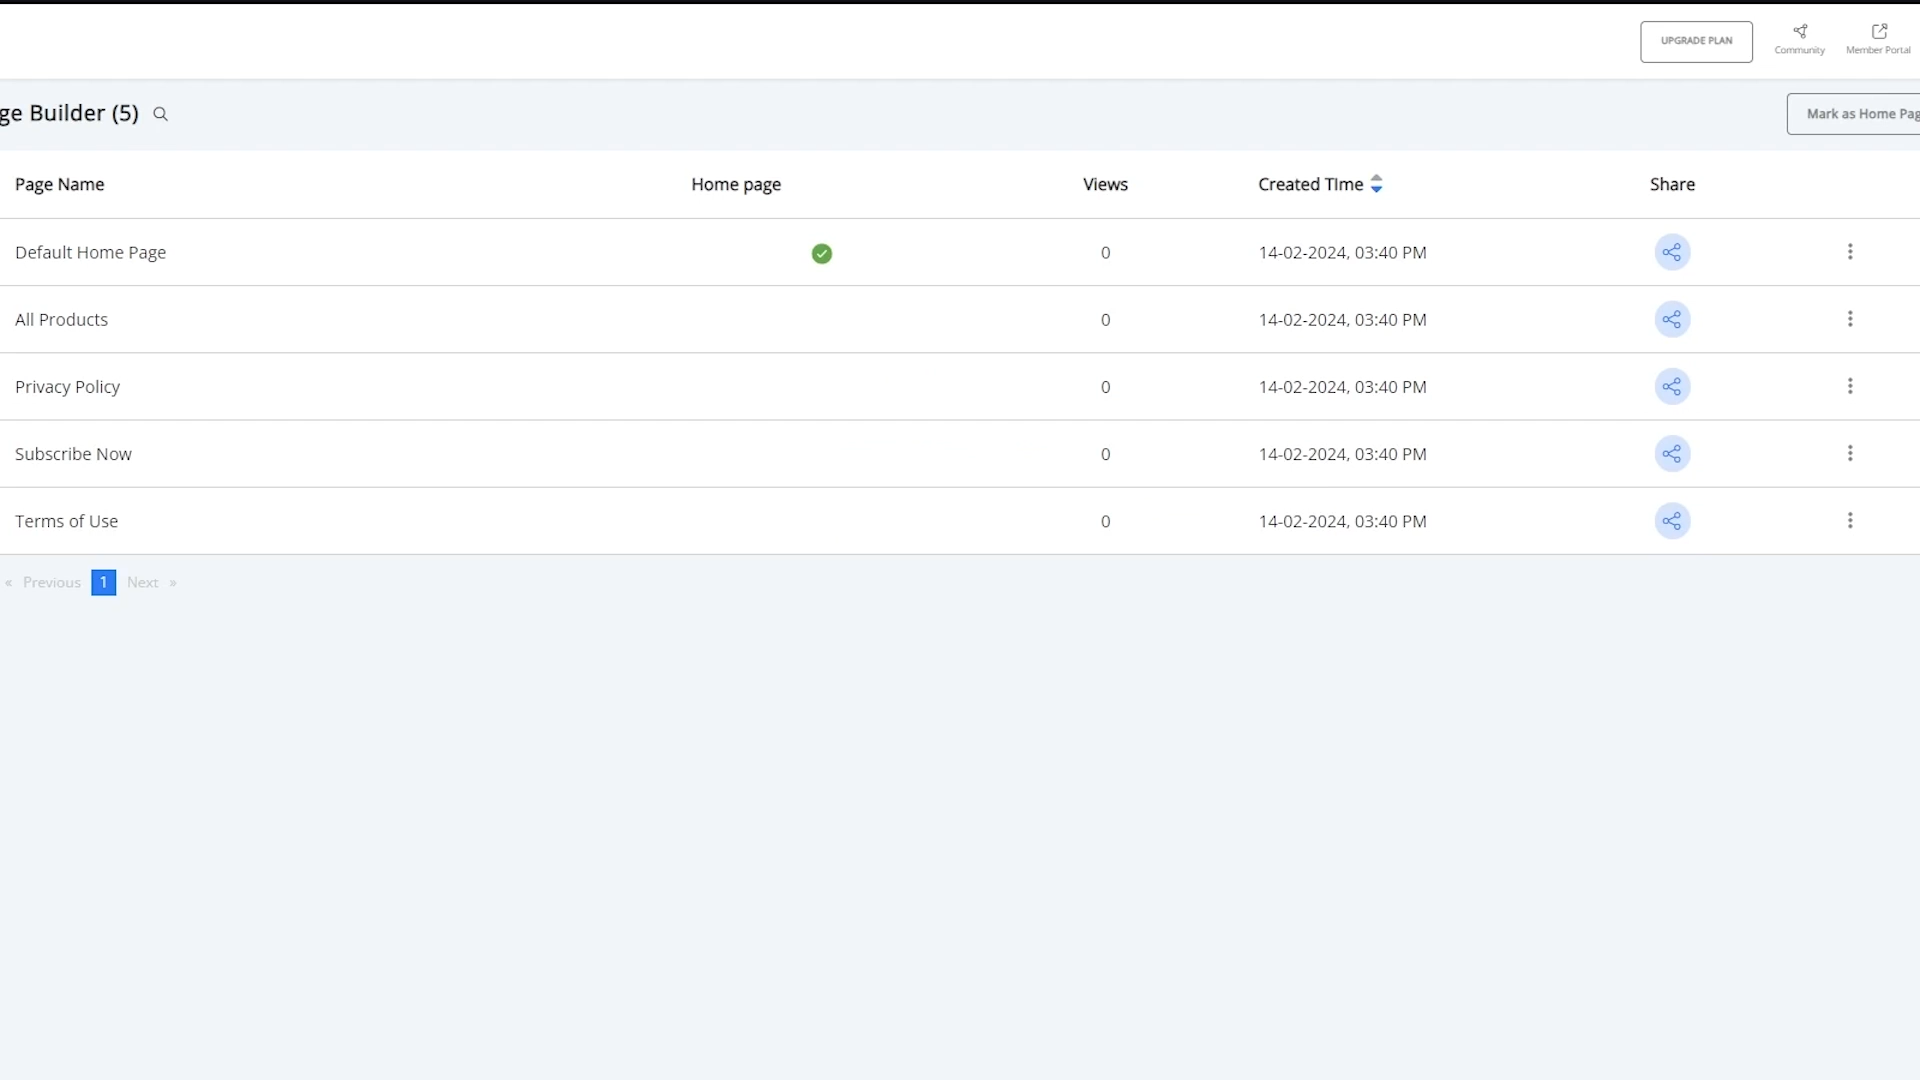 UPGRADE PLAN
Community
Member Portal
ge Builder (5)
Mark as Home Pag
Page Name Home page Views Created TIme Share
Default Home Page 0 14-02-2024, 03:40 PM
All Products 0 14-02-2024, 03:40 PM
Privacy Policy 0 14-02-2024, 03:40 PM
Subscribe Now 0 14-02-2024, 03:40 PM
Terms of Use 0 14-02-2024, 03:40 PM
« Previous 1 Next »